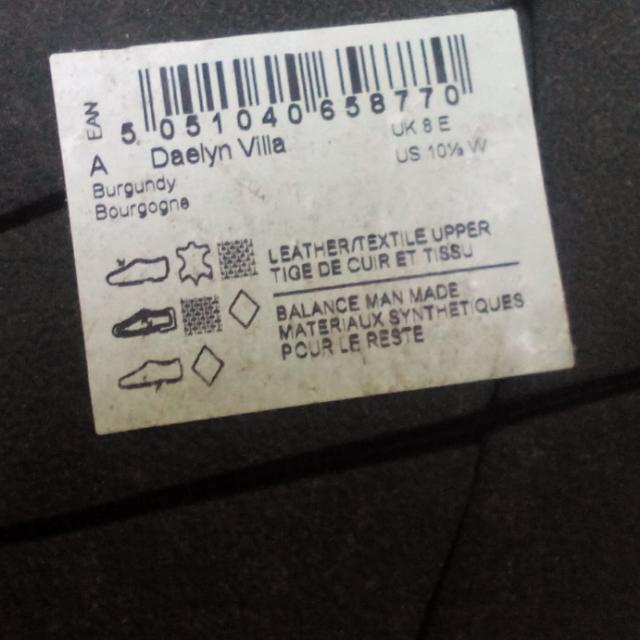 EAN
5 051040 658770
A Daelyn Villa UK 8 E
Burgundy US 10½ W
Bourgogne
LEATHER/TEXTILE UPPER
TIGE DE CUIR ET TISSU
BALANCE MAN MADE
MATERIAUX SYNTHETIQUES
POUR LE RESTE